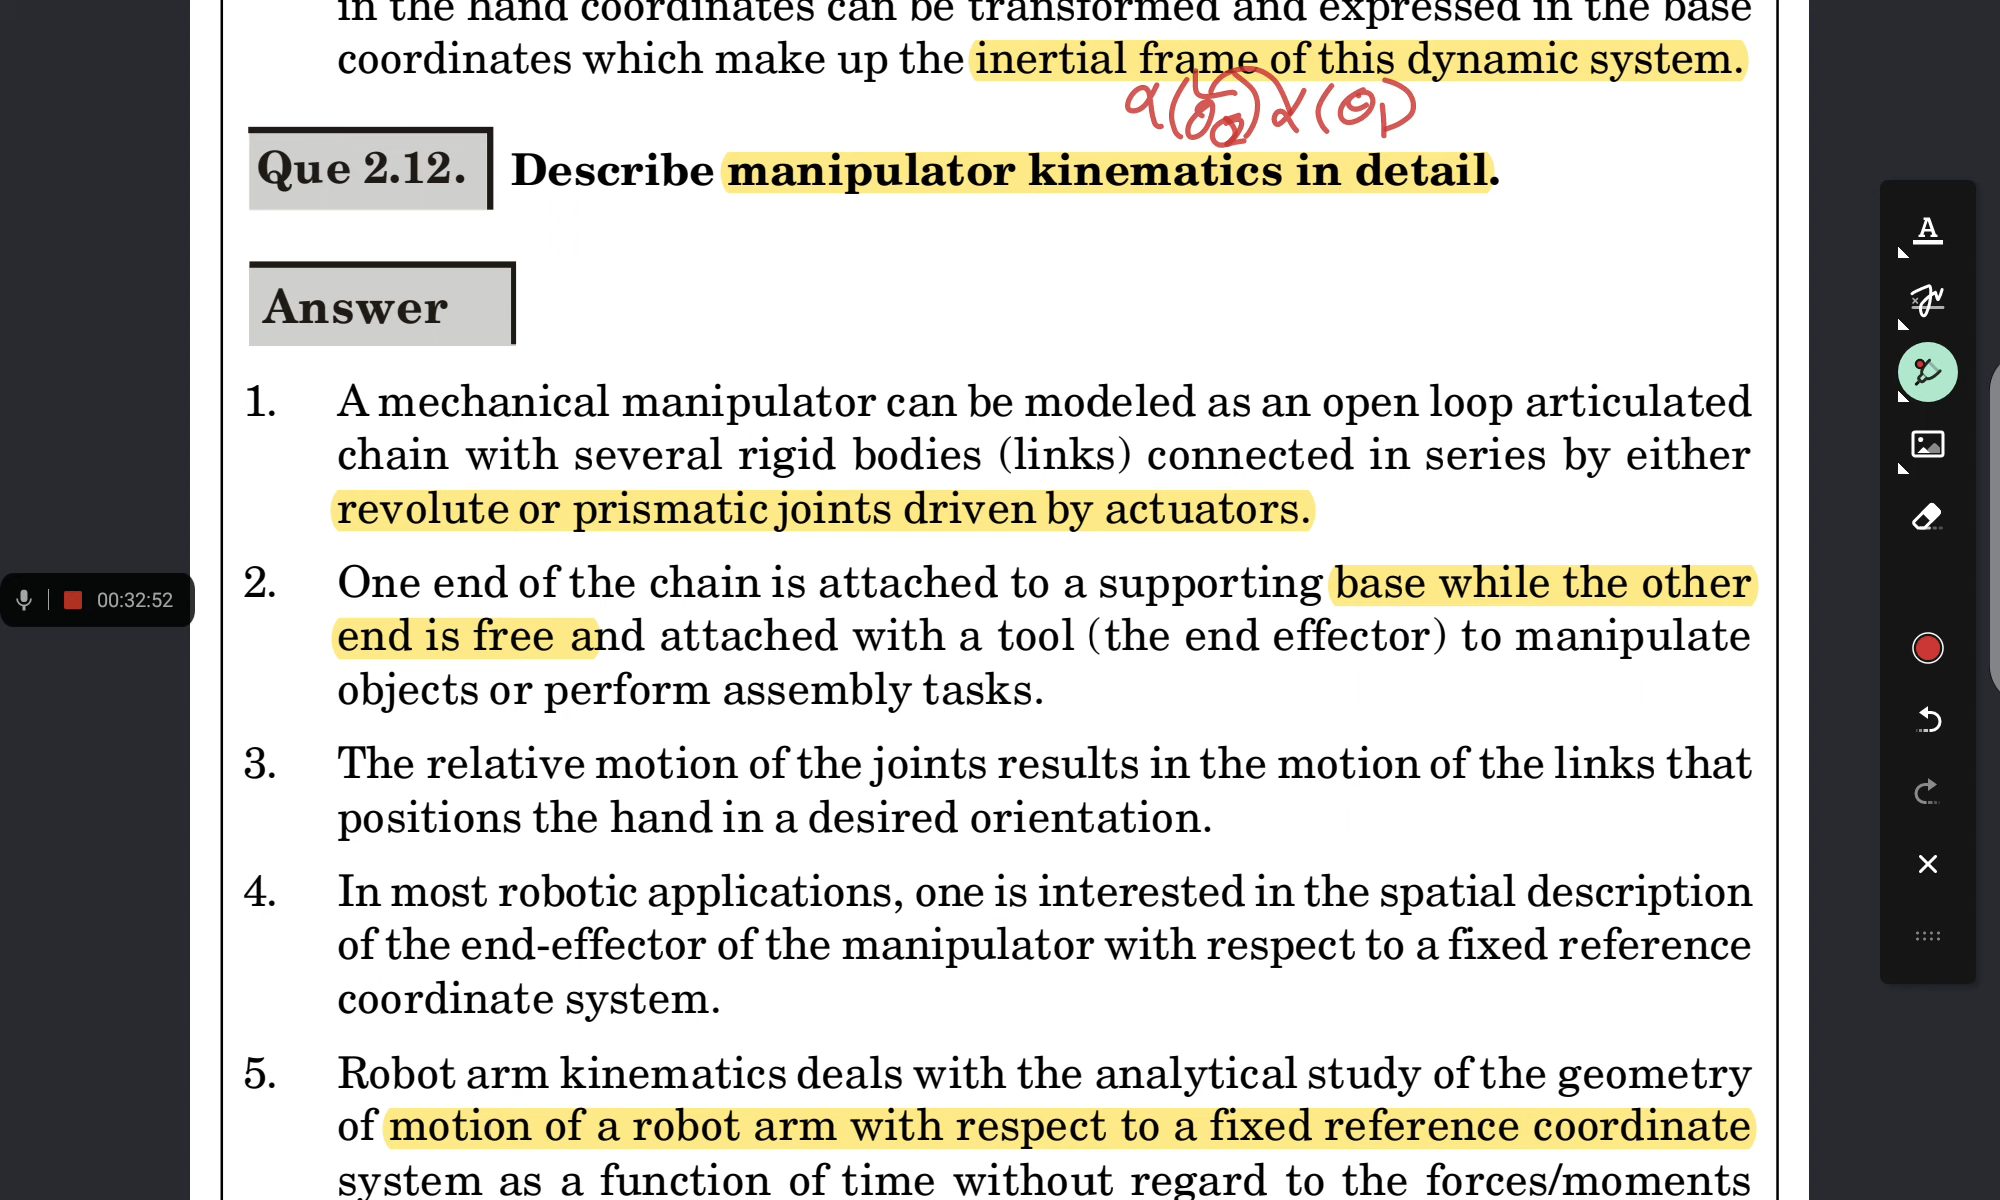 in the hand coordinates can be transformed and expressed in the base
coordinates which make up the inertial frame of this dynamic system.
Que 2.12. Describe manipulator kinematics in detail.
Answer
1. A mechanical manipulator can be modeled as an open loop articulated
chain with several rigid bodies (links) connected in series by either
revolute or prismatic joints driven by actuators.
2. One end of the chain is attached to a supporting base while the other
end is free and attached with a tool (the end effector) to manipulate
objects or perform assembly tasks.
3. The relative motion of the joints results in the motion of the links that
positions the hand in a desired orientation.
4. In most robotic applications, one is interested in the spatial description
of the end-effector of the manipulator with respect to a fixed reference
coordinate system.
5. Robot arm kinematics deals with the analytical study of the geometry
of motion of a robot arm with respect to a fixed reference coordinate
system as a function of time without regard to the forces/moments
00:32:52
A